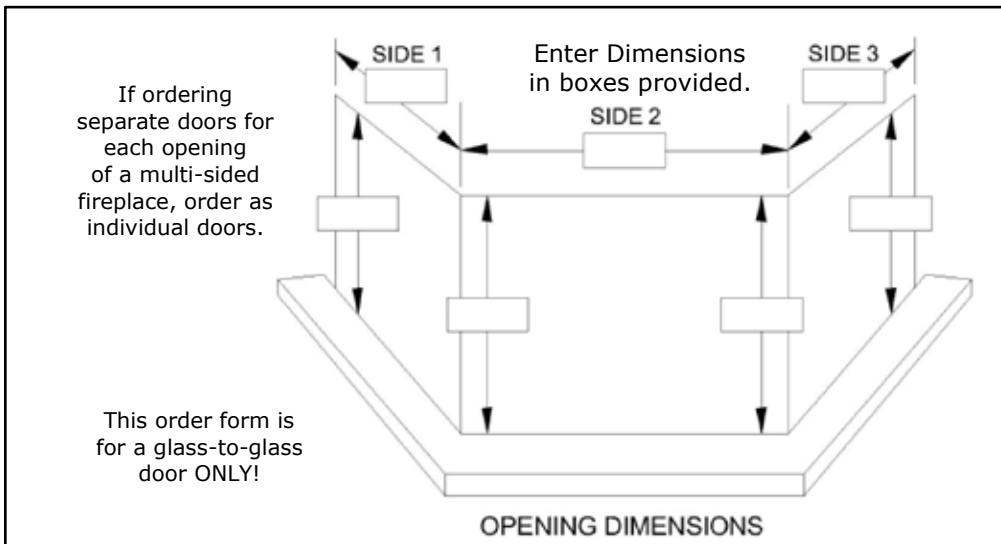 SIDE 1
Enter Dimensions
in boxes provided.
SIDE 3
SIDE 2
If ordering
separate doors for
each opening
of a multi-sided
fireplace, order as
individual doors.
This order form is
for a glass-to-glass
door ONLY!
OPENING DIMENSIONS